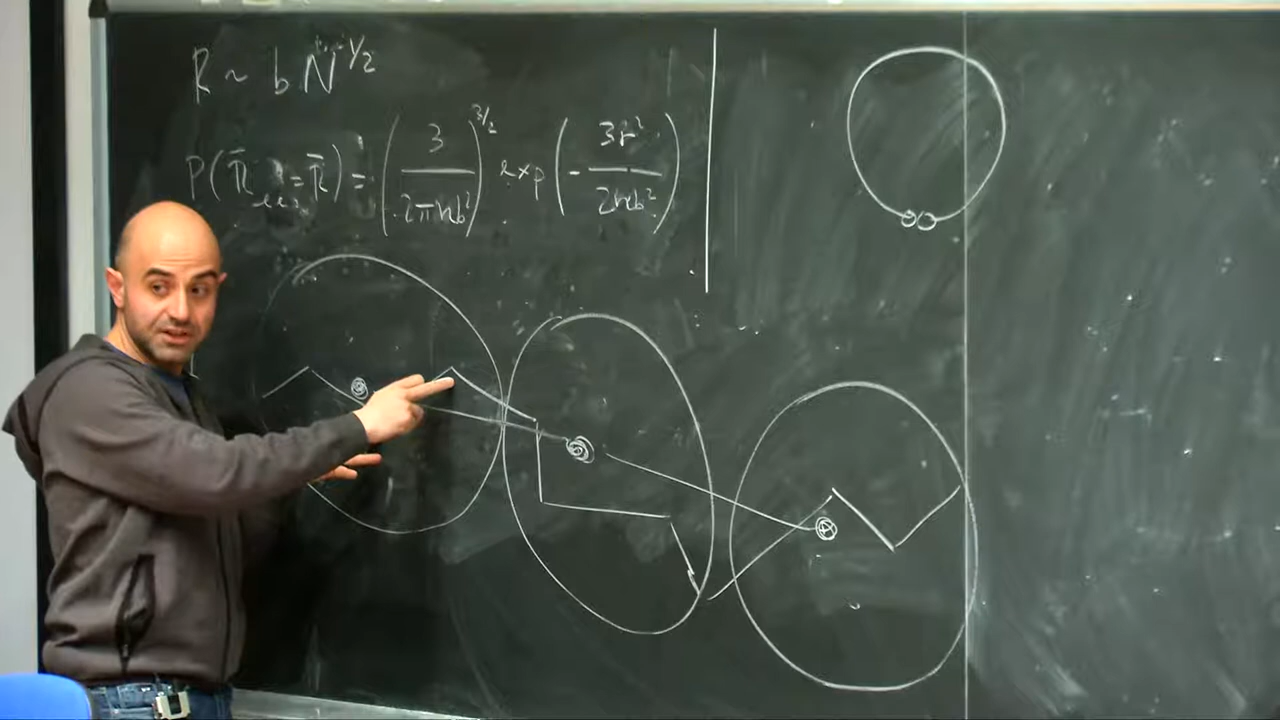 R ~ b N^1/2
P(R̄ = R̄) = (3/2πNb²)^3/2 exp(-3R²/2Nb²)